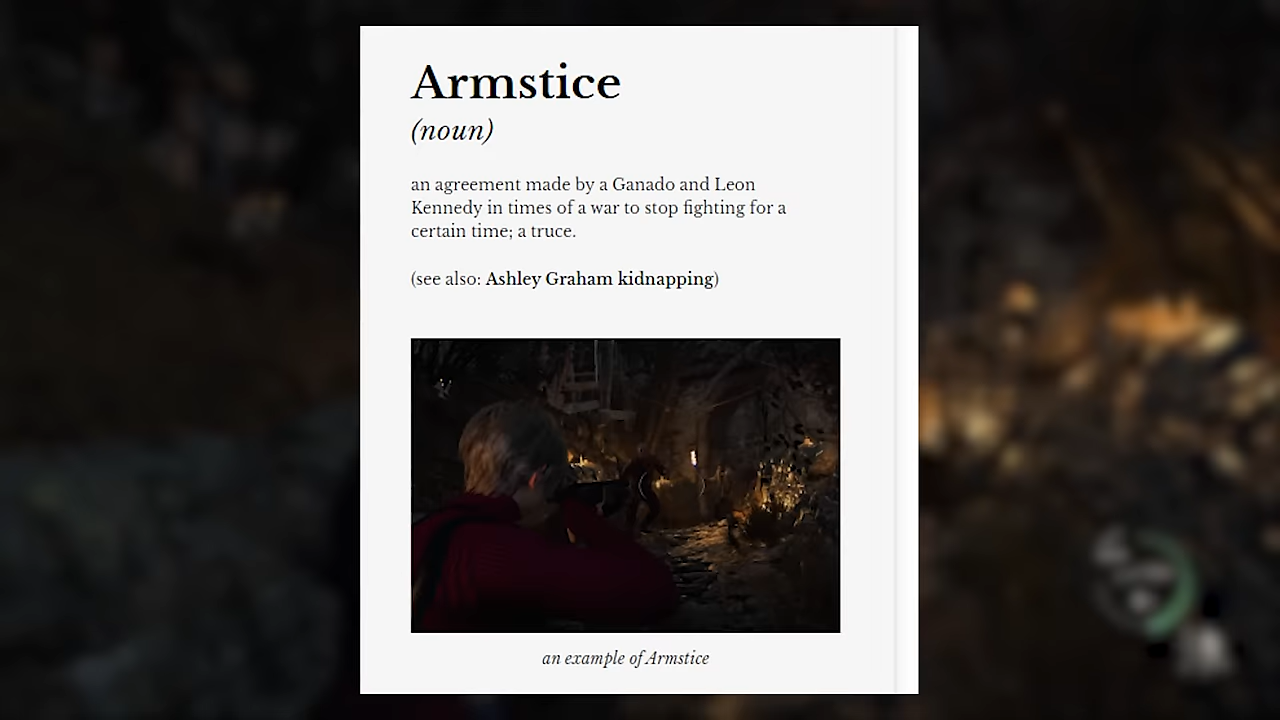 Armstice
(noun)
an agreement made by a Ganado and Leon
Kennedy in times of a war to stop fighting for a
certain time; a truce.
(see also: Ashley Graham kidnapping)
an example of Armstice